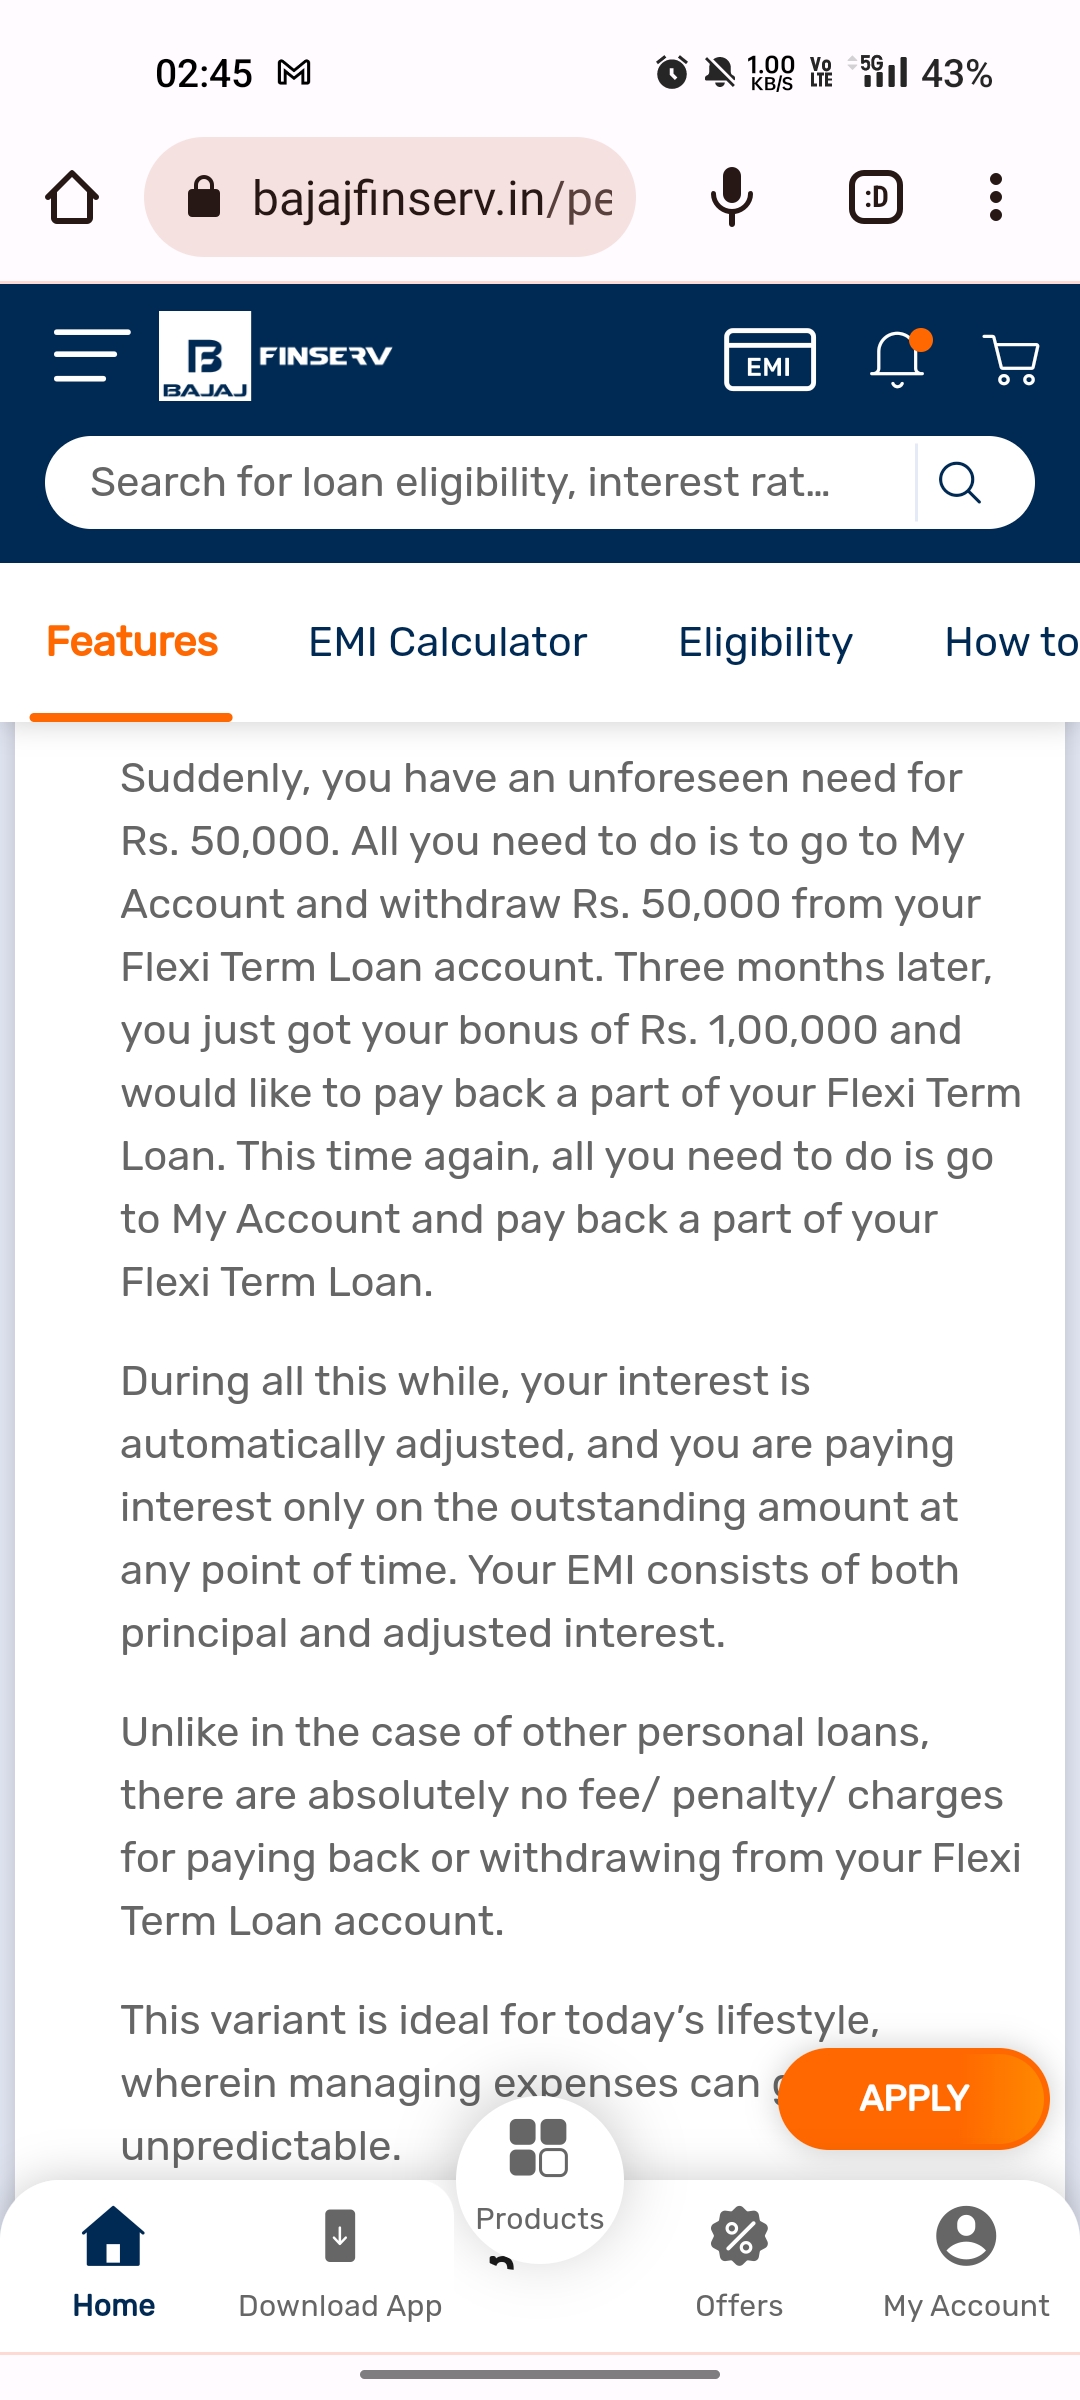 02:45
1.00 KB/S Vo LTE 5G 43%
bajajfinserv.in/pe
:D
B BAJAJ FINSERV
EMI
Search for loan eligibility, interest rat...
Features EMI Calculator Eligibility How to
Suddenly, you have an unforeseen need for
Rs. 50,000. All you need to do is to go to My
Account and withdraw Rs. 50,000 from your
Flexi Term Loan account. Three months later,
you just got your bonus of Rs. 1,00,000 and
would like to pay back a part of your Flexi Term
Loan. This time again, all you need to do is go
to My Account and pay back a part of your
Flexi Term Loan.
During all this while, your interest is
automatically adjusted, and you are paying
interest only on the outstanding amount at
any point of time. Your EMI consists of both
principal and adjusted interest.
Unlike in the case of other personal loans,
there are absolutely no fee/ penalty/ charges
for paying back or withdrawing from your Flexi
Term Loan account.
This variant is ideal for today’s lifestyle,
wherein managing expenses can
APPLY
unpredictable.
Products
Home Download App Offers My Account